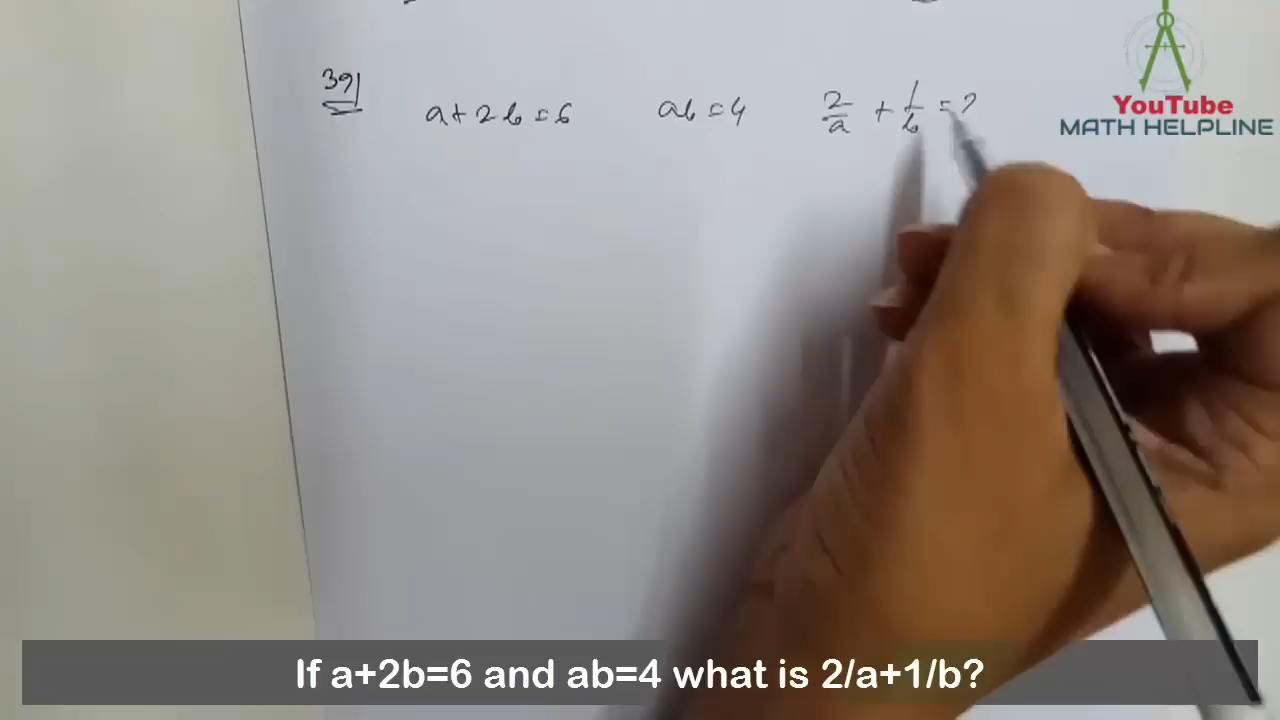 391
a+2b=6 ab=4 2/a + 1/b =?
YouTube
MATH HELPLINE
If a+2b=6 and ab=4 what is 2/a+1/b?